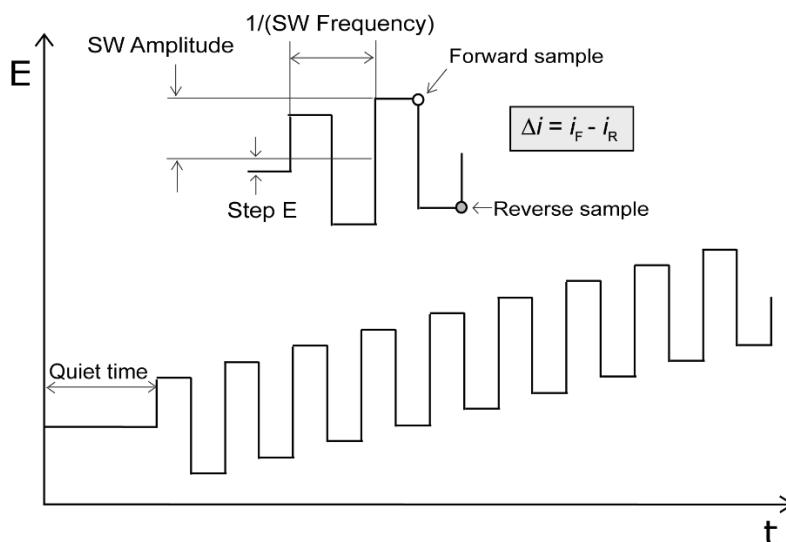 1/(SW Frequency)
SW Amplitude
Forward sample
E
Δi = iF - iR
Step E
Reverse sample
Quiet time
t